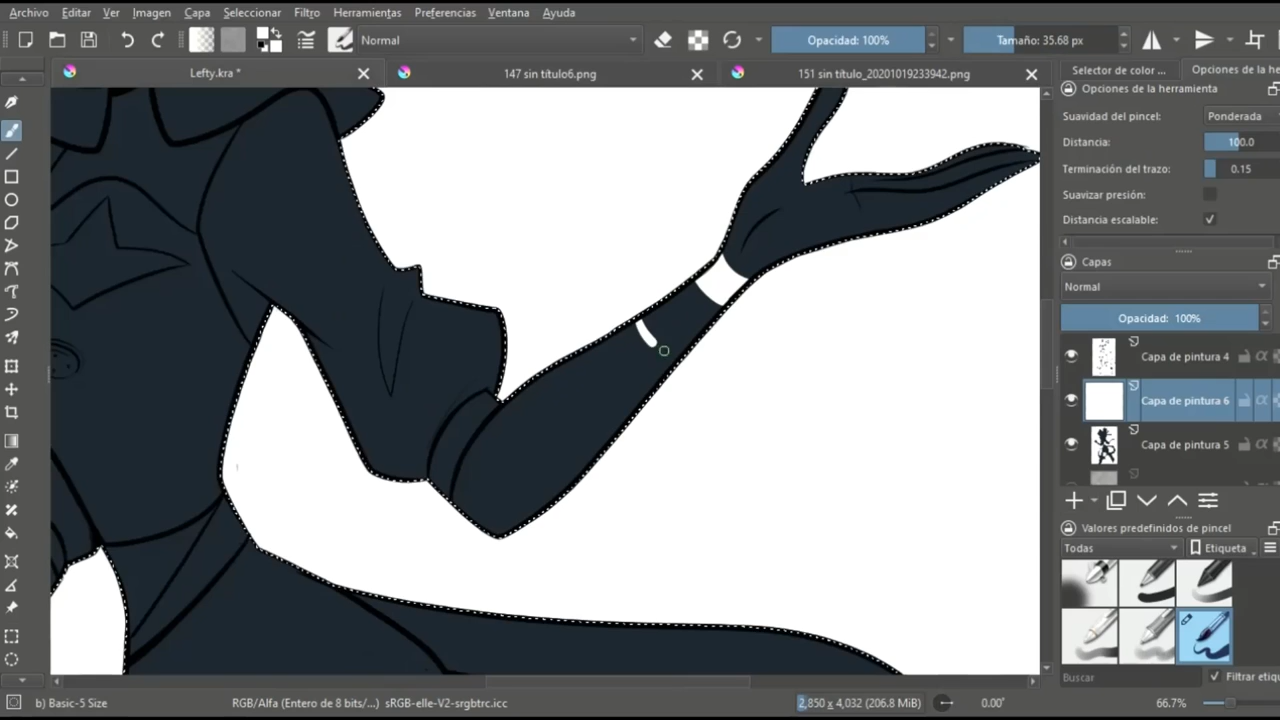 Archivo Editar Ver Imagen Capa Seleccionar Filtro Herramientas Preferencias Ventana Ayuda
Normal Opacidad: 100% Tamaño: 35.68 px
Lefty.kra * 147 sin título6.png 151 sin título_20201019233942.png
Selector de color ... Opciones de la he
Opciones de la herramienta
Suavidad del pincel: Ponderada
Distancia: 100.0
Terminación del trazo: 0.15
Suavizar presión:
Distancia escalable:
Capas
Normal
Opacidad: 100%
Capa de pintura 4
Capa de pintura 6
Capa de pintura 5
Valores predefinidos de pincel
Todas Etiqueta
Buscar Filtrar etiqu
b) Basic-5 Size RGB/Alfa (Entero de 8 bits/...) sRGB-elle-V2-srgbtrc.icc 2,850 x 4,032 (206.8 MiB) 0.00° 66.7%